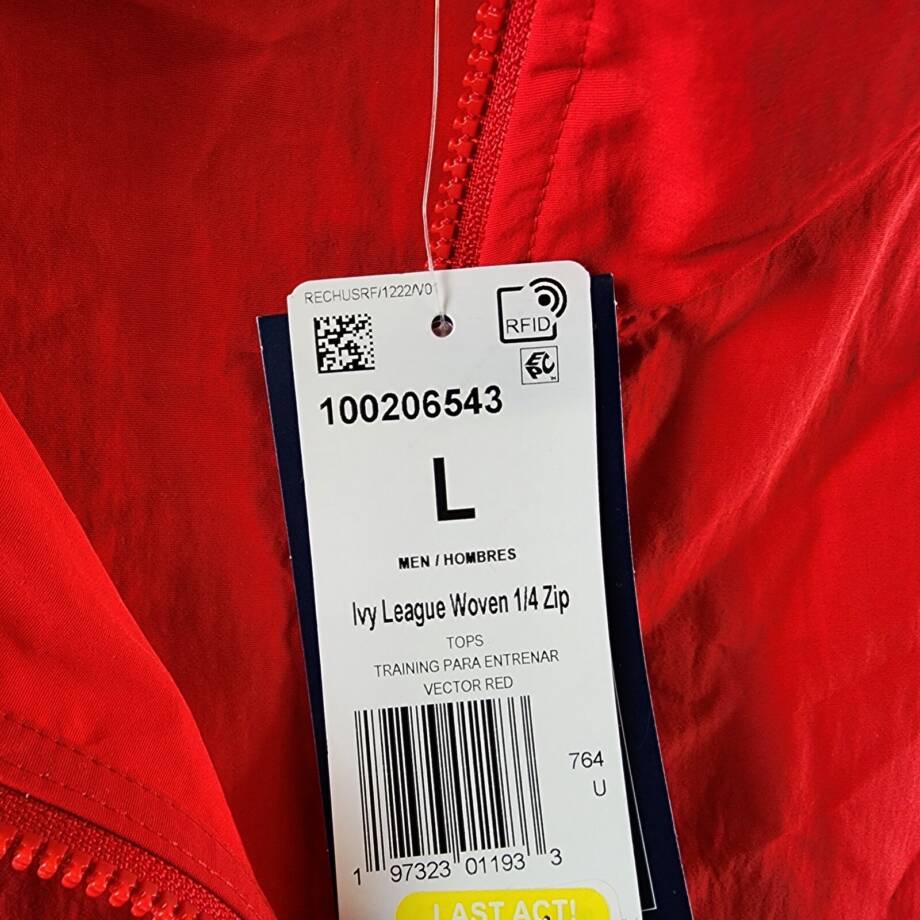 RECHUSRF/1222/V01
RFID
EPC
100206543
L
MEN / HOMBRES
Ivy League Woven 1/4 Zip
TOPS
TRAINING PARA ENTRENAR
VECTOR RED
764
U
1 97323 01193 3
LAST ACT!